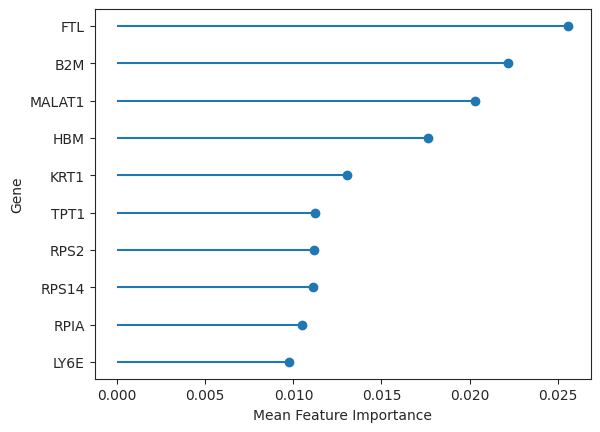 FTL
B2M
MALAT1
HBM
KRT1
TPT1
RPS2
RPS14
RPIA
LY6E
Gene
0.000 0.005 0.010 0.015 0.020 0.025
Mean Feature Importance